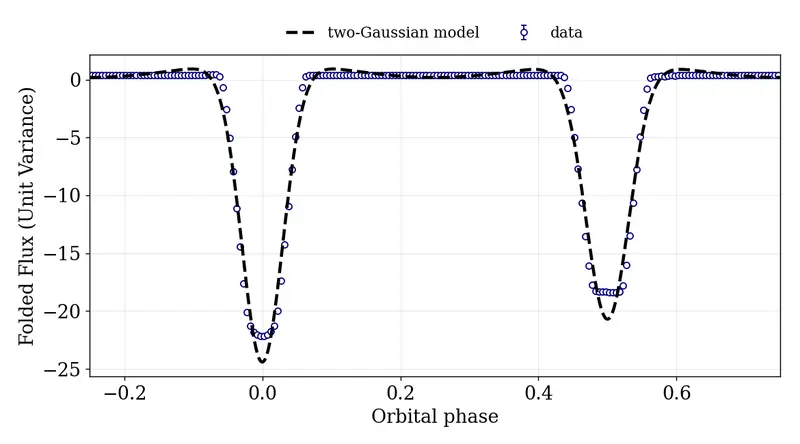 two-Gaussian model
data
Folded Flux (Unit Variance)
0
−5
−10
−15
−20
−25
−0.2
0.0
0.2
0.4
0.6
Orbital phase